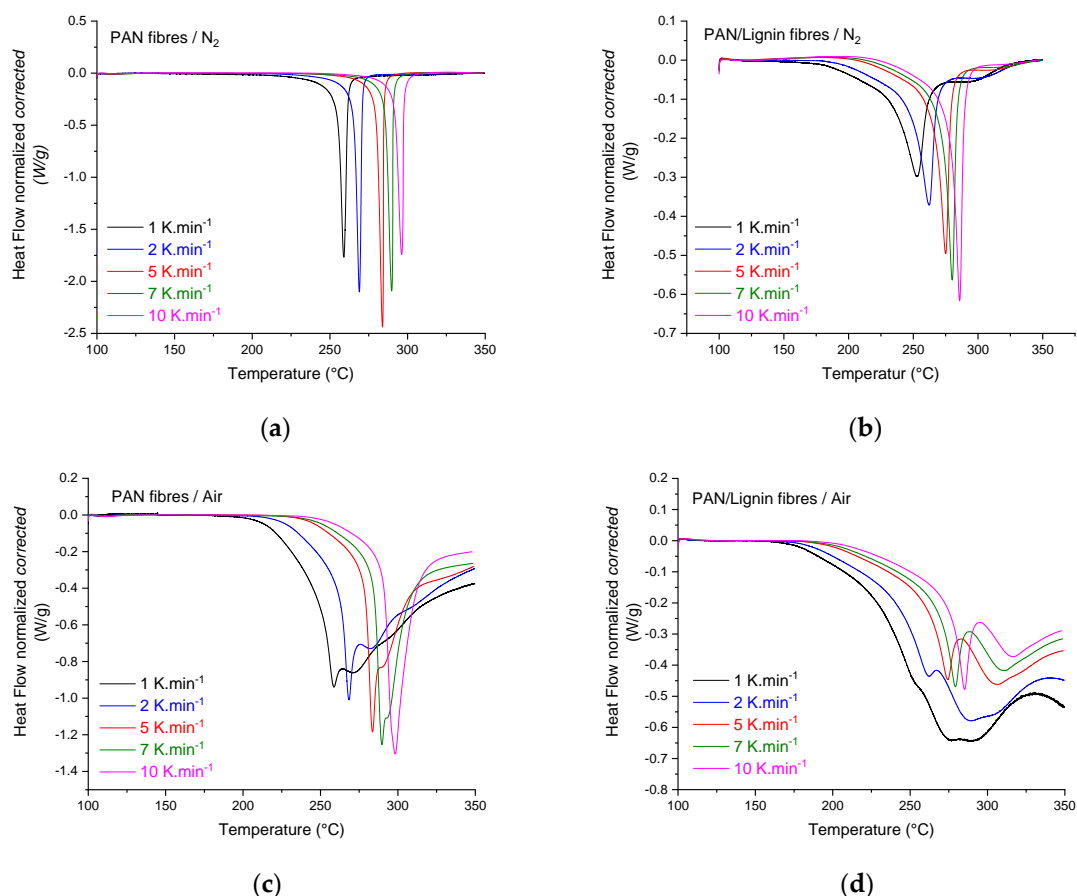 PAN fibres / N2
Heat Flow normalized corrected
(W/g)
0.5
0.0
-0.5
-1.0
-1.5
-2.0
-2.5
1 K.min-1
2 K.min-1
5 K.min-1
7 K.min-1
10 K.min-1
100 150 200 250 300 350
Temperature (°C)
(a)
PAN/Lignin fibres / N2
Heat Flow normalized corrected
(W/g)
0.1
0.0
-0.1
-0.2
-0.3
-0.4
-0.5
-0.6
-0.7
1 K.min-1
2 K.min-1
5 K.min-1
7 K.min-1
10 K.min-1
100 150 200 250 300 350
Temperatur (°C)
(b)
PAN fibres / Air
Heat Flow normalized corrected
(W/g)
0.2
0.0
-0.2
-0.4
-0.6
-0.8
-1.0
-1.2
-1.4
1 K.min-1
2 K.min-1
5 K.min-1
7 K.min-1
10 K.min-1
100 150 200 250 300 350
Temperature (°C)
(c)
PAN/Lignin fibres / Air
Heat Flow normalized corrected
(W/g)
0.2
0.1
0.0
-0.1
-0.2
-0.3
-0.4
-0.5
-0.6
-0.7
-0.8
1 K.min-1
2 K.min-1
5 K.min-1
7 K.min-1
10 K.min-1
100 150 200 250 300 350
Temperature (°C)
(d)